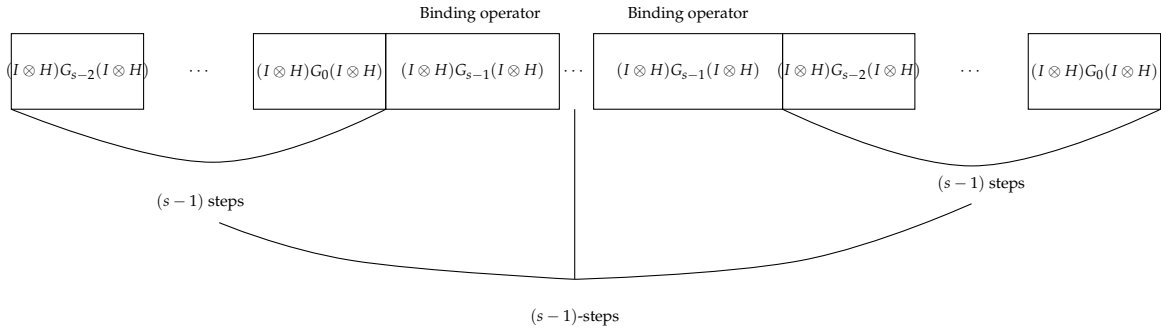 Binding operator Binding operator
(I ⊗ H)G_{s−2}(I ⊗ H) ⋯ (I ⊗ H)G_0(I ⊗ H) (I ⊗ H)G_{s−1}(I ⊗ H) ⋯ (I ⊗ H)G_{s−1}(I ⊗ H) (I ⊗ H)G_{s−2}(I ⊗ H) ⋯ (I ⊗ H)G_0(I ⊗ H)
(s − 1) steps
(s − 1) steps
(s − 1)-steps